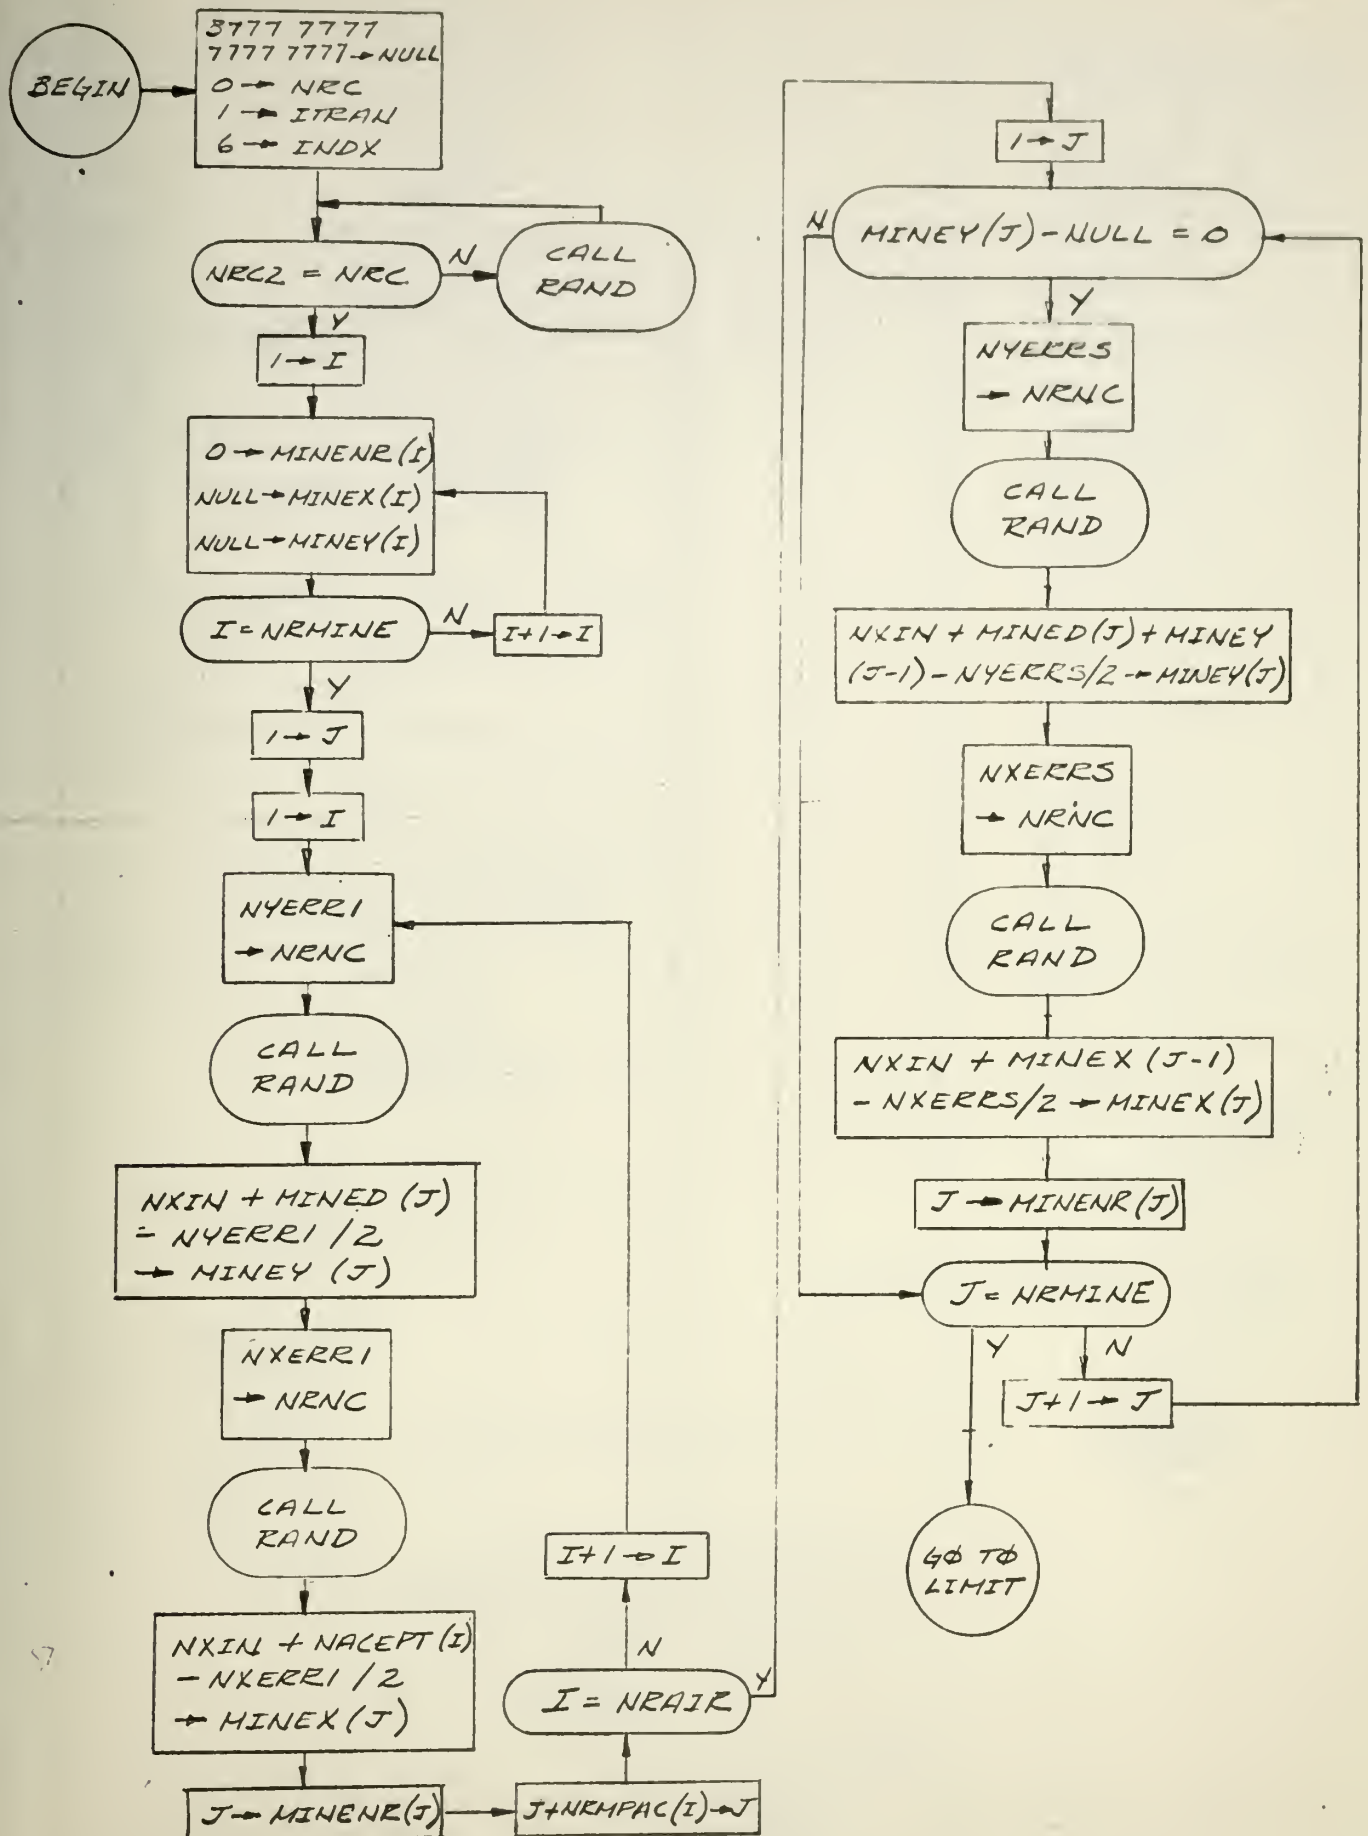 BEGIN
3777 7777
7777 7777 → NULL
0 → NRC
1 → ITRAN
6 → INDX
NRC2 = NRC
N
CALL
RAND
Y
1 → I
0 → MINENR(I)
NULL → MINEX(I)
NULL → MINEY(I)
I = NRMINE
N
I+1 → I
Y
1 → J
1 → I
NYERR1
→ NRNC
CALL
RAND
NXIN + MINED (J)
- NYERR1 /2
→ MINEY (J)
NXERR1
→ NRNC
CALL
RAND
NXIN + NACEPT(I)
- NXERR1 /2
→ MINEX(J)
J → MINENR(J)
J+NRMPAC(I) → J
I = NRAIR
N
I+1 → I
Y
1 → J
MINEY(J) - NULL = 0
N
Y
NYERRS
→ NRNC
CALL
RAND
NXIN + MINED(J) + MINEY
(J-1) - NYERRS/2 → MINEY(J)
NXERRS
→ NRNC
CALL
RAND
NXIN + MINEX (J-1)
- NXERRS/2 → MINEX(J)
J → MINENR(J)
J = NRMINE
Y
N
J+1 → J
GØ TØ
LIMIT